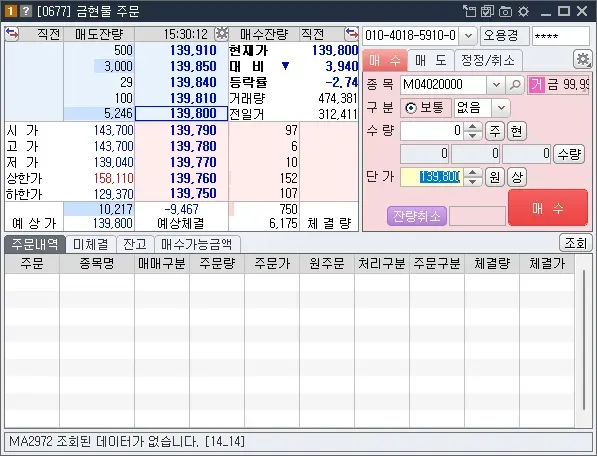 1 ? [0677] 금현물 주문
직전 매도잔량 15:30:12 매수잔량 직전
500 139,910 현재가 139,800
3,000 139,850 대 비 ▼ 3,940
29 139,840 등락률 -2,74
100 139,810 거래량 474,381
5,246 139,800 전일거 312,411
시 가 143,700 139,790 97
고 가 143,700 139,780 6
저 가 139,040 139,770 10
상한가 158,110 139,760 152
하한가 129,370 139,750 107
10,217 -9,467 750
예 상 가 139,800 예상체결 6,175 체 결 량
010-4018-5910-0 오용경 ****
매 수 매 도 정정/취소
종 목 M04020000 거 금 99,99
구 분 보통 없음
수 량 0 주 현
0 0 0 수량
단 가 139,800 원 상
잔량취소 매 수
주문내역 미체결 잔고 매수가능금액 조회
주문 종목명 매매구분 주문량 주문가 원주문 처리구분 주문구분 체결량 체결가
MA2972 조회된 데이터가 없습니다, [14_14]